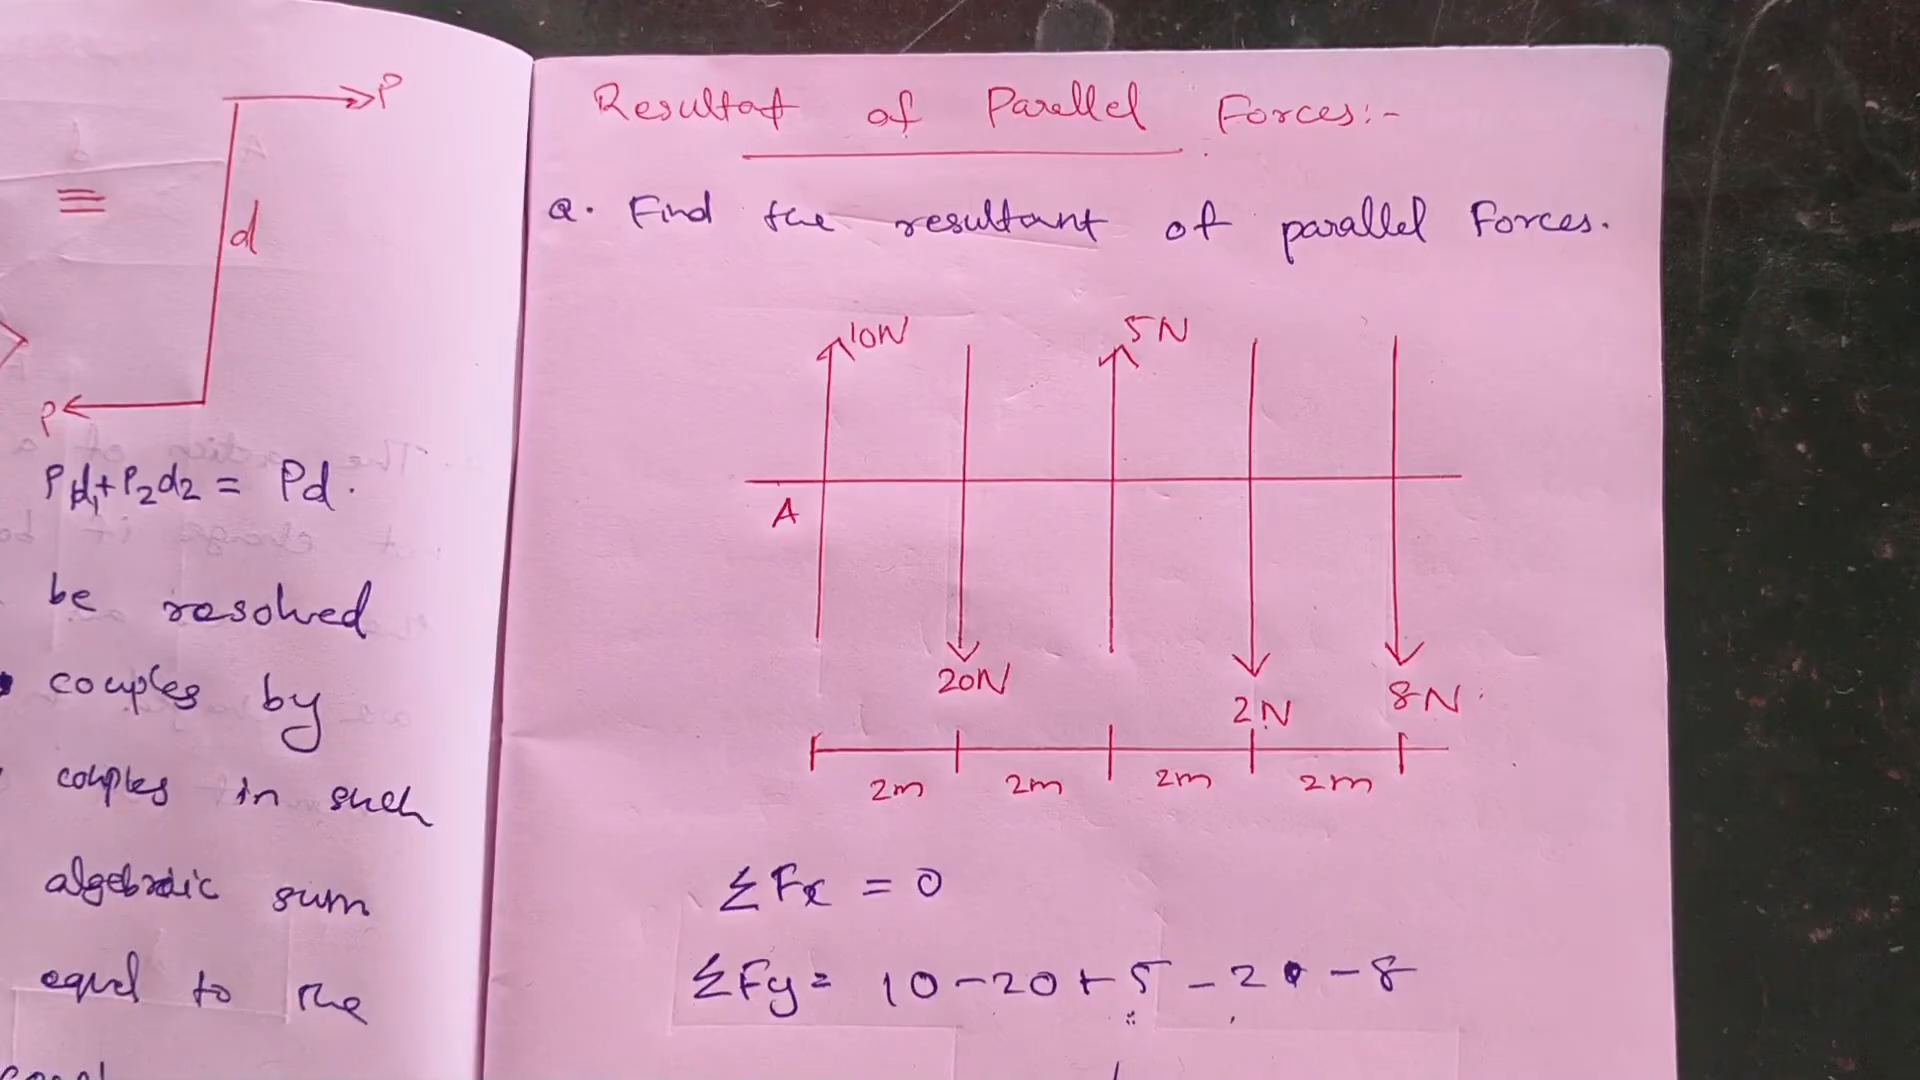 P
≡
d
P
P1d1+P2d2 = Pd.
be resolved
couples by
couples in such
algebraic sum
equal to the
Resultat of Parellel Forces:-
Q. Find the resultant of parallel Forces.
10N 5N
A
20N 2N 8N
2m 2m 2m 2m
ΣFx = 0
ΣFy = 10-20+5-2-8